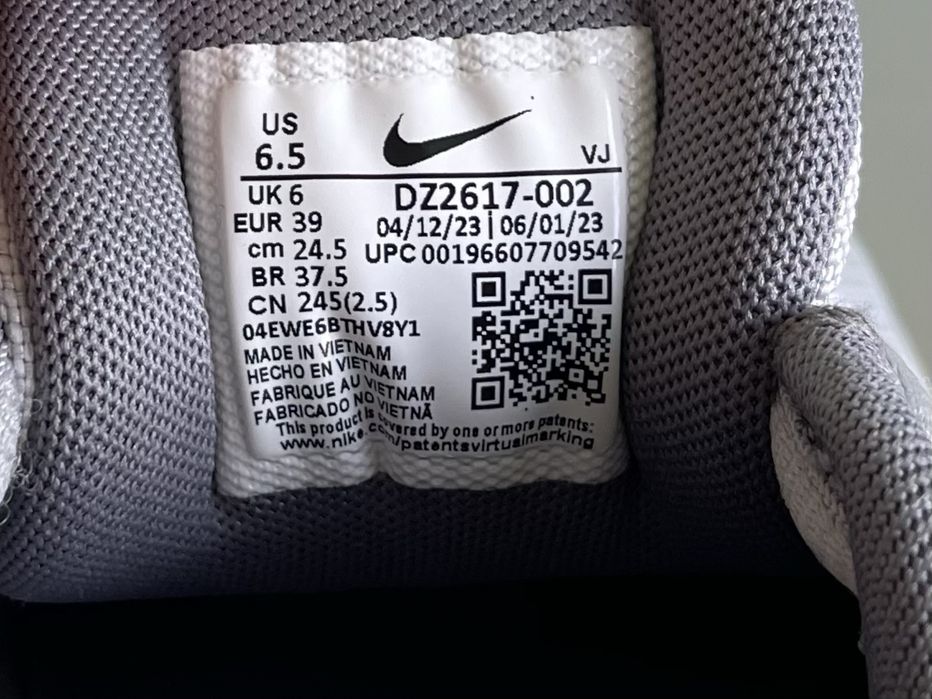 US
6.5
VJ
UK 6
EUR 39
cm 24.5
BR 37.5
CN 245(2.5)
04EWE6BTHV8Y1
DZ2617-002
04/12/23 | 06/01/23
UPC 00196607709542
MADE IN VIETNAM
HECHO EN VIETNAM
FABRIQUE AU VIETNAM
FABRICADO NO VIETNÃ
This product is covered by one or more patents:
www.nike.com/patentsvirtualmarking